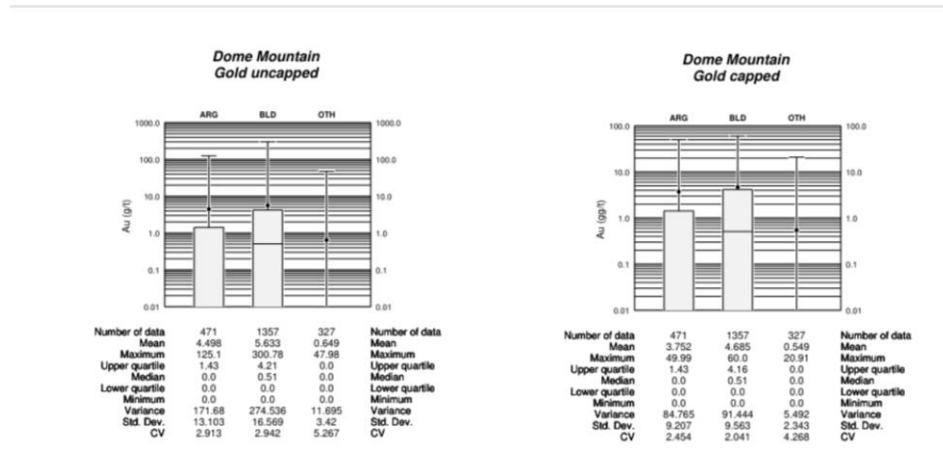 Dome Mountain
Gold uncapped
ARG BLD OTH
1000.0 1000.0
100.0 100.0
10.0 10.0
1.0 1.0
0.1 0.1
0.01 0.01
Au (g/t)
Number of data 471 1357 327 Number of data
Mean 4.498 5.633 0.649 Mean
Maximum 125.1 300.78 47.98 Maximum
Upper quartile 1.43 4.21 0.0 Upper quartile
Median 0.0 0.51 0.0 Median
Lower quartile 0.0 0.0 0.0 Lower quartile
Minimum 0.0 0.0 0.0 Minimum
Variance 171.68 274.536 11.695 Variance
Std. Dev. 13.103 16.569 3.42 Std. Dev.
CV 2.913 2.942 5.267 CV
Dome Mountain
Gold capped
ARG BLD OTH
100.0 100.0
10.0 10.0
1.0 1.0
0.1 0.1
0.01 0.01
Au (gg/t)
Number of data 471 1357 327 Number of data
Mean 3.752 4.685 0.549 Mean
Maximum 49.99 60.0 20.91 Maximum
Upper quartile 1.43 4.16 0.0 Upper quartile
Median 0.0 0.51 0.0 Median
Lower quartile 0.0 0.0 0.0 Lower quartile
Minimum 0.0 0.0 0.0 Minimum
Variance 84.765 91.444 5.492 Variance
Std. Dev. 9.207 9.563 2.343 Std. Dev.
CV 2.454 2.041 4.268 CV